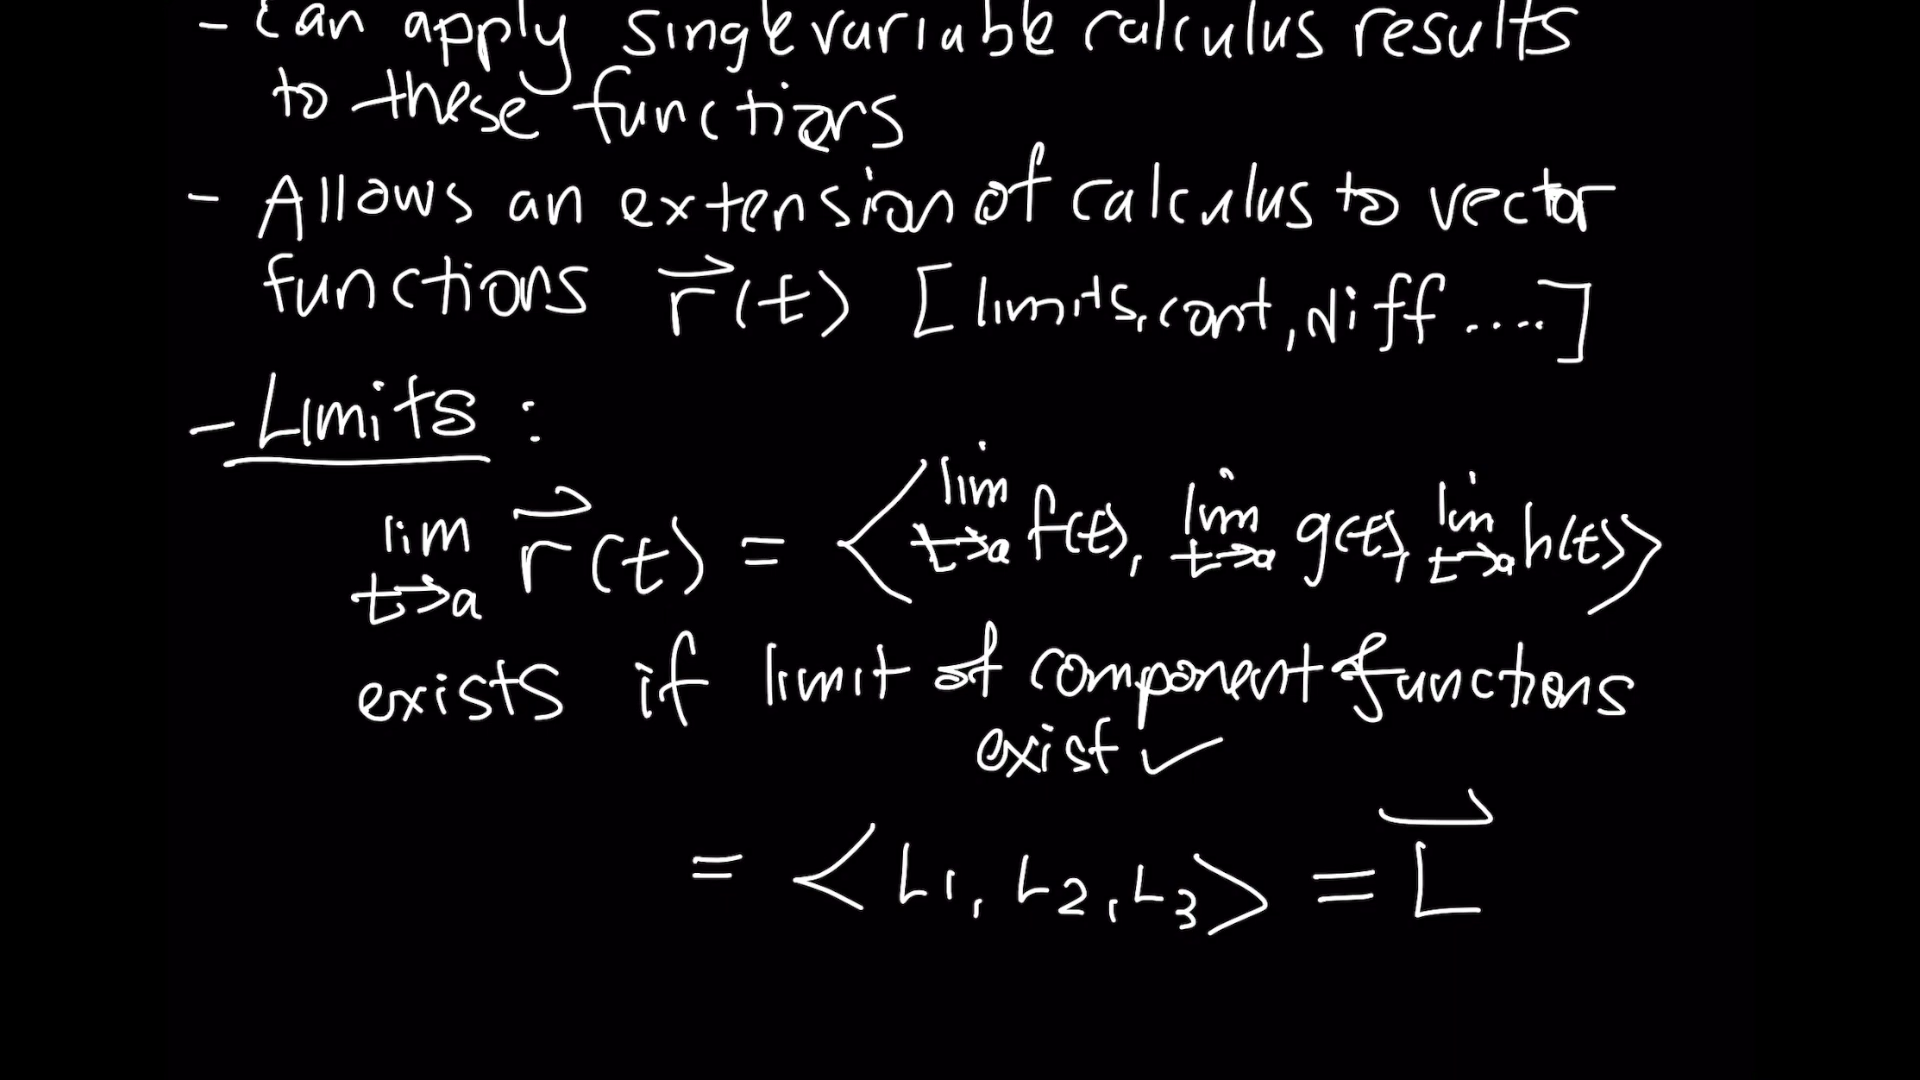 - Can apply single variable calculus results
to these functions
- Allows an extension of calculus to vector
functions r⃗(t) [limits, cont, diff ....]
- Limits :
lim t→a r⃗(t) = < lim t→a f(t), lim t→a g(t), lim t→a h(t) >
exists if limit of component functions
exist ✓
= < L1, L2, L3 > = L⃗